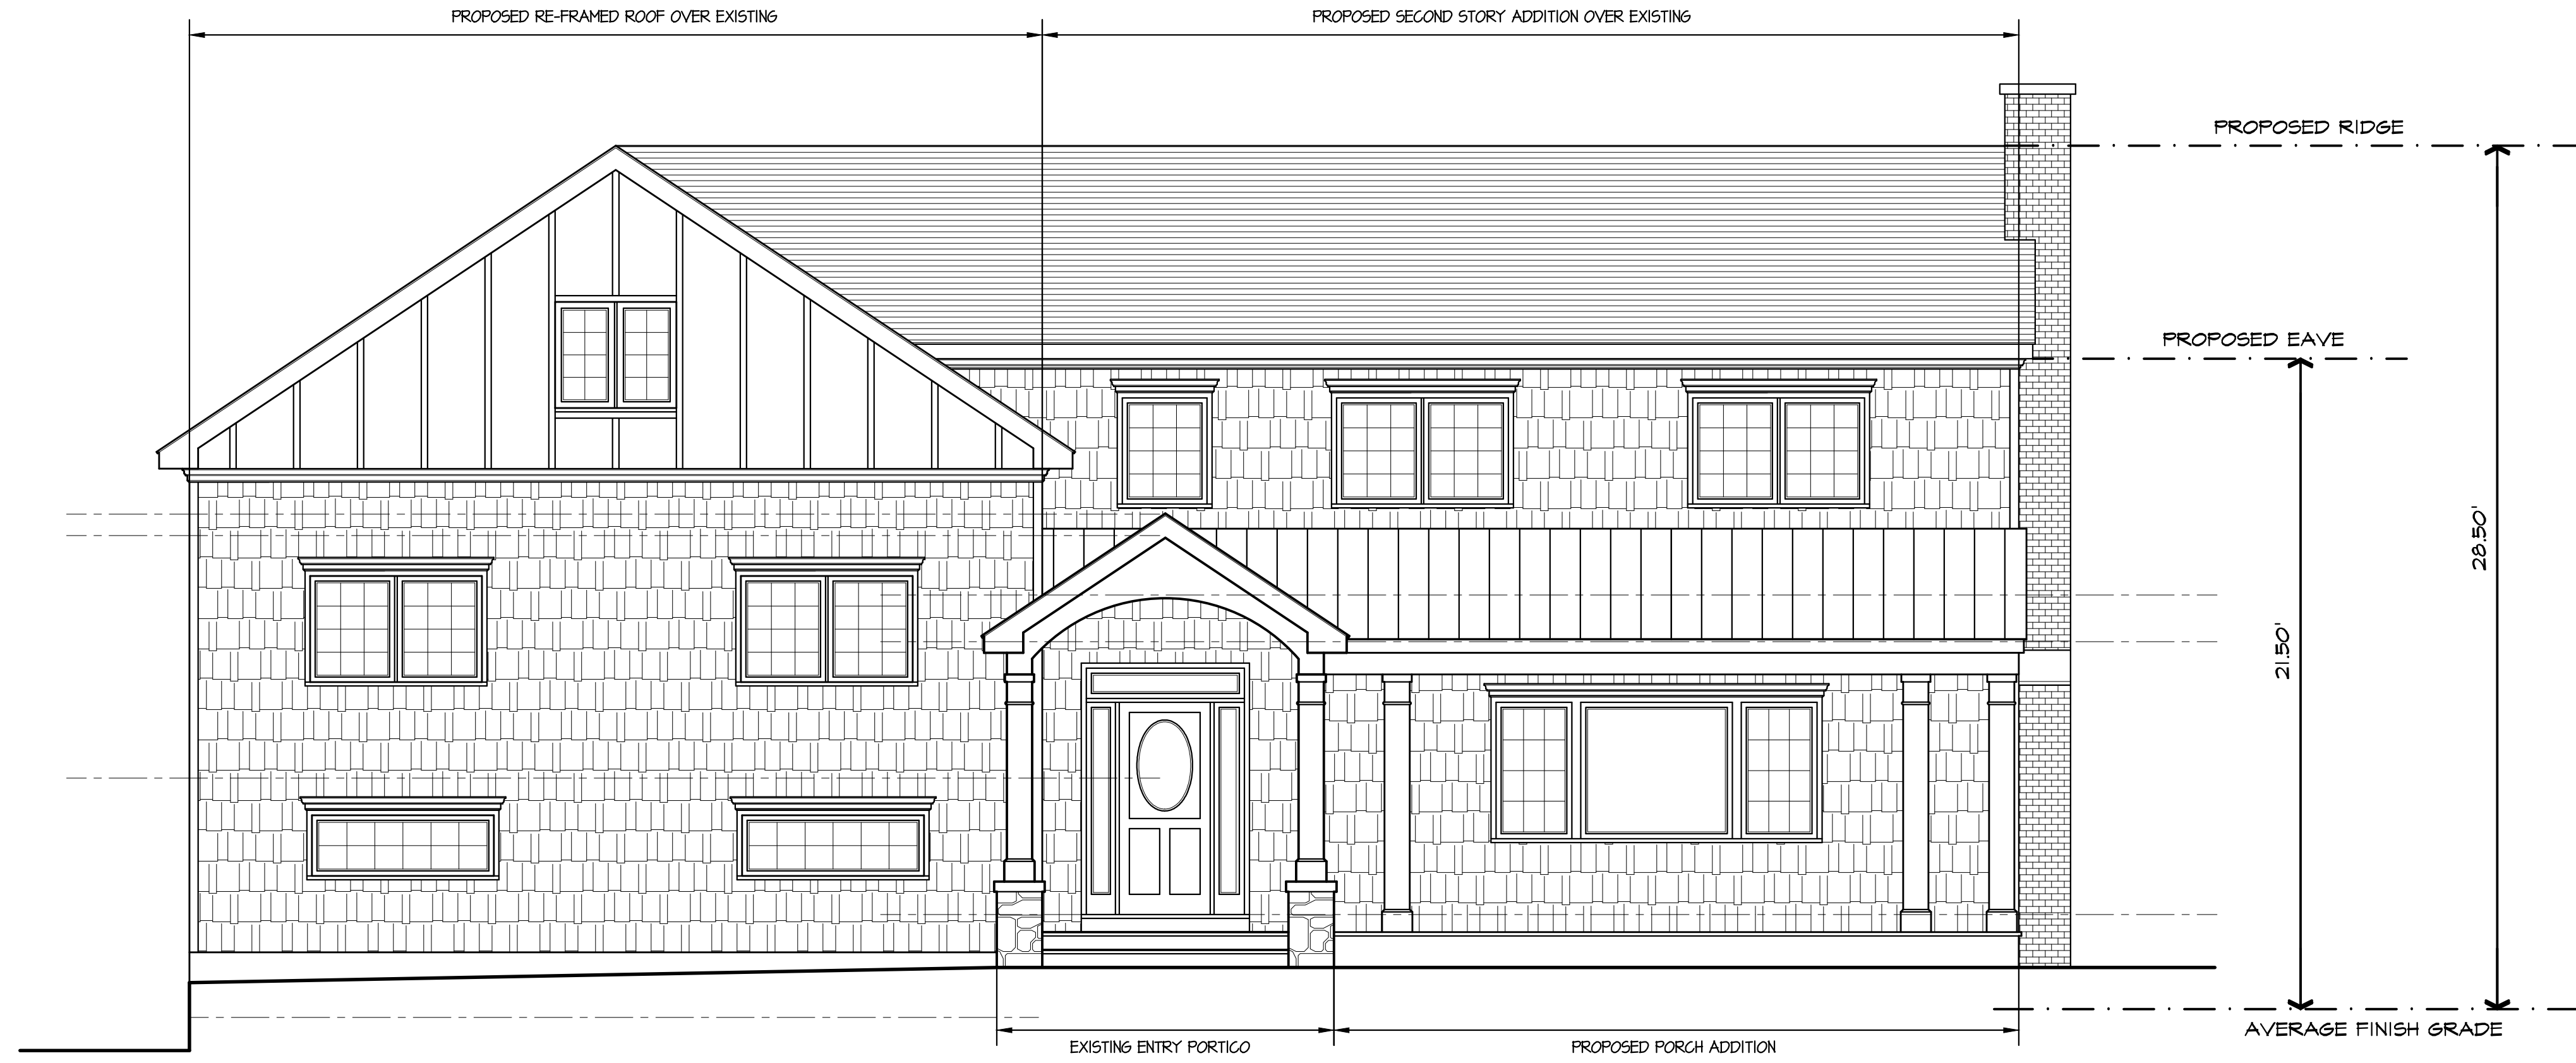 PROPOSED RE-FRAMED ROOF OVER EXISTING
PROPOSED SECOND STORY ADDITION OVER EXISTING
PROPOSED RIDGE
PROPOSED EAVE
28.50'
21.50'
AVERAGE FINISH GRADE
EXISTING ENTRY PORTICO
PROPOSED PORCH ADDITION